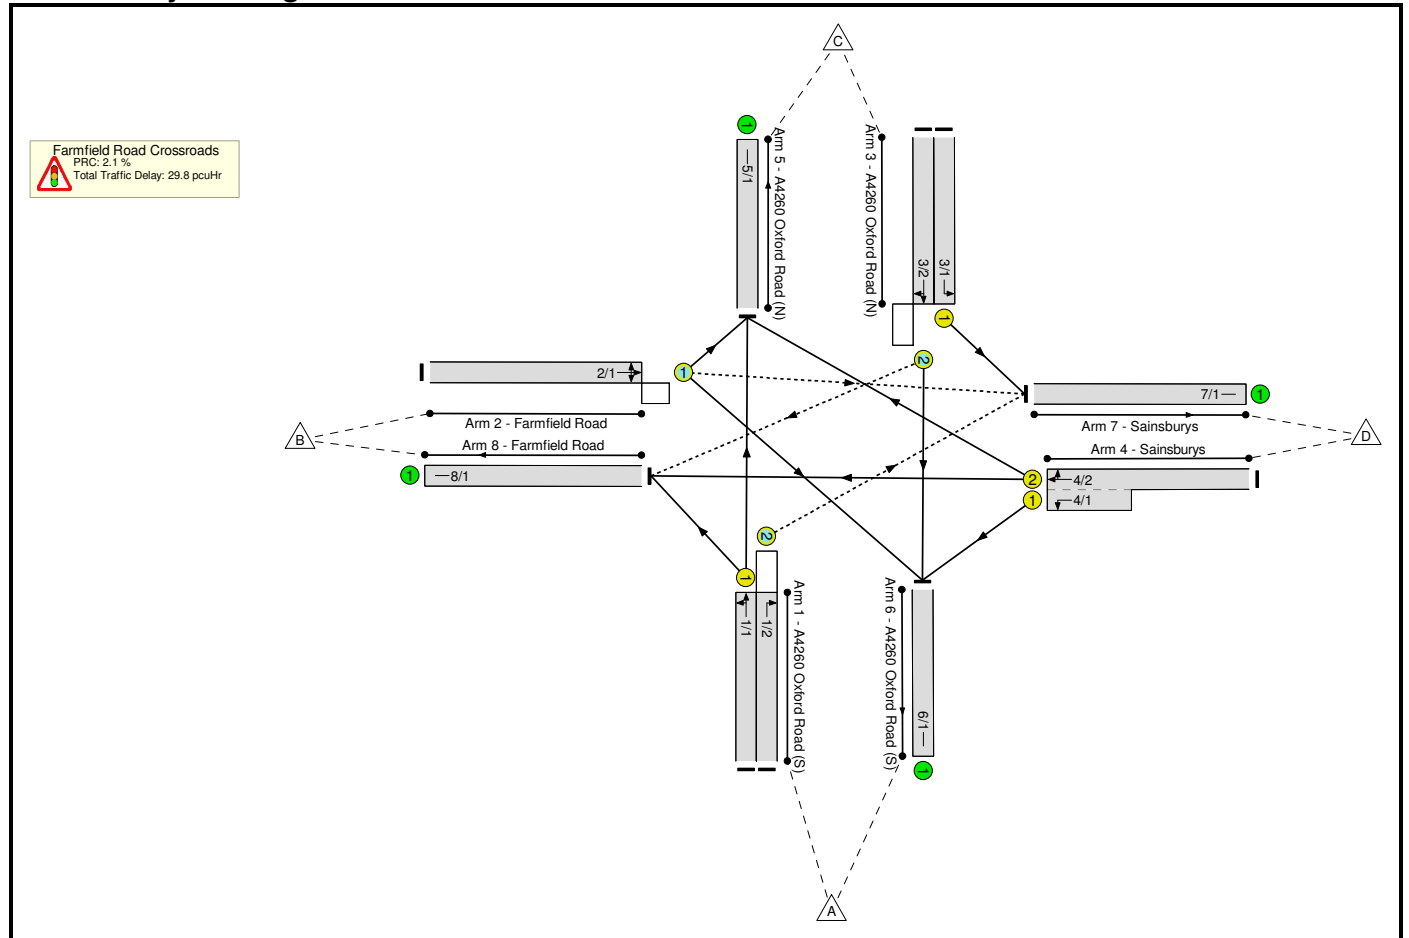 C
Farmfield Road Crossroads
PRC: 2.1 %
Total Traffic Delay: 29.8 pcuHr
1
5/1
Arm 5 - A4260 Oxford Road (N)
Arm 3 - A4260 Oxford Road (N)
3/2
3/1
1
2
1
2/1
Arm 2 - Farmfield Road
B
Arm 8 - Farmfield Road
1
8/1
7/1
1
Arm 7 - Sainsburys
D
Arm 4 - Sainsburys
2
4/2
1
4/1
2
1
1/1
1/2
Arm 1 - A4260 Oxford Road (S)
Arm 6 - A4260 Oxford Road (S)
6/1
1
A